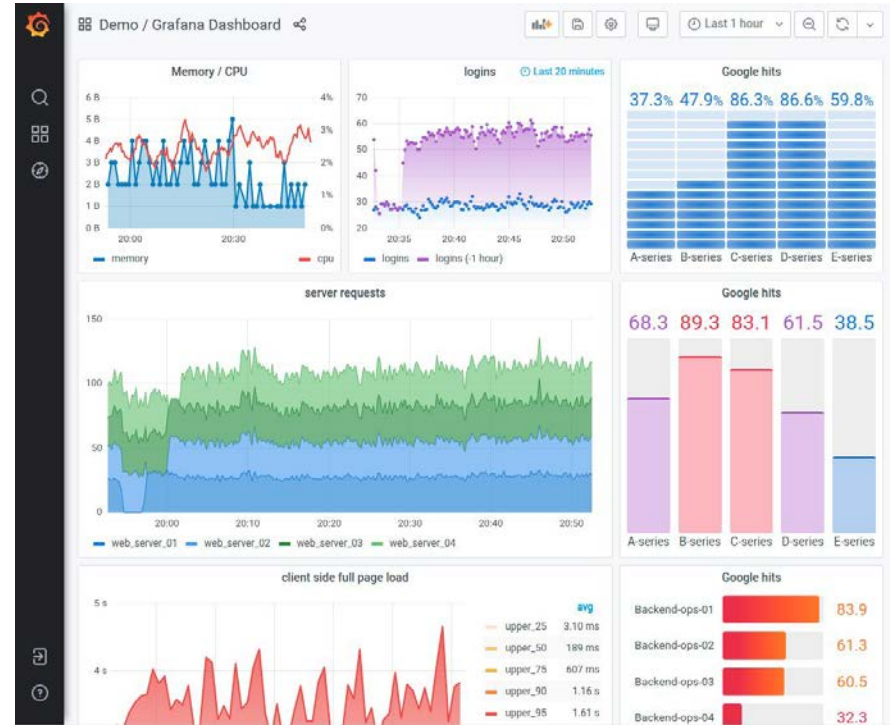 Demo / Grafana Dashboard
Last 1 hour
Memory / CPU
6 B
5 B
4 B
3 B
2 B
1 B
0 B
4%
3%
2%
1%
0%
20:00 20:30
memory cpu
logins
Last 20 minutes
70
60
50
40
30
20
20:35 20:40 20:45 20:50
logins logins (-1 hour)
Google hits
37.3% 47.9% 86.3% 86.6% 59.8%
A-series B-series C-series D-series E-series
server requests
150
100
50
0
20:00 20:10 20:20 20:30 20:40 20:50
web_server_01 web_server_02 web_server_03 web_server_04
Google hits
68.3 89.3 83.1 61.5 38.5
A-series B-series C-series D-series E-series
client side full page load
5 s
4 s
avg
upper_25 3.10 ms
upper_50 189 ms
upper_75 607 ms
upper_90 1.16 s
upper_95 1.61 s
Google hits
Backend-ops-01 83.9
Backend-ops-02 61.3
Backend-ops-03 60.5
Backend-ops-04 32.3